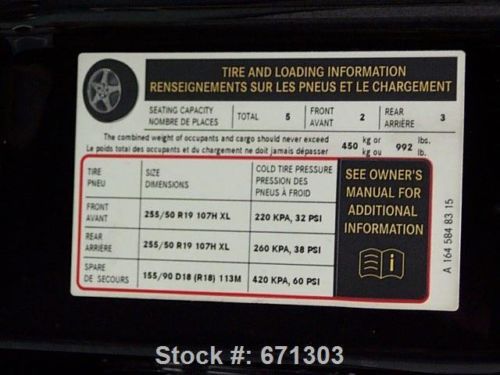 TIRE AND LOADING INFORMATION
RENSEIGNEMENTS SUR LES PNEUS ET LE CHARGEMENT
SEATING CAPACITY
NOMBRE DE PLACES
TOTAL 5
FRONT
AVANT
2
REAR
ARRIÈRE
3
The combined weight of occupants and cargo should never exceed
Le poids total des occupants et du chargement ne doit jamais dépasser
450 kg or
kg ou
992 lbs.
lb.
TIRE
PNEU
SIZE
DIMENSIONS
COLD TIRE PRESSURE
PRESSION DES
PNEUS À FROID
FRONT
AVANT
255/50 R19 107H XL
220 KPA, 32 PSI
REAR
ARRIÈRE
255/50 R19 107H XL
260 KPA, 38 PSI
SPARE
DE SECOURS
155/90 D18 (R18) 113M
420 KPA, 60 PSI
SEE OWNER'S
MANUAL FOR
ADDITIONAL
INFORMATION
i
A 164 584 83 15
Stock #: 671303